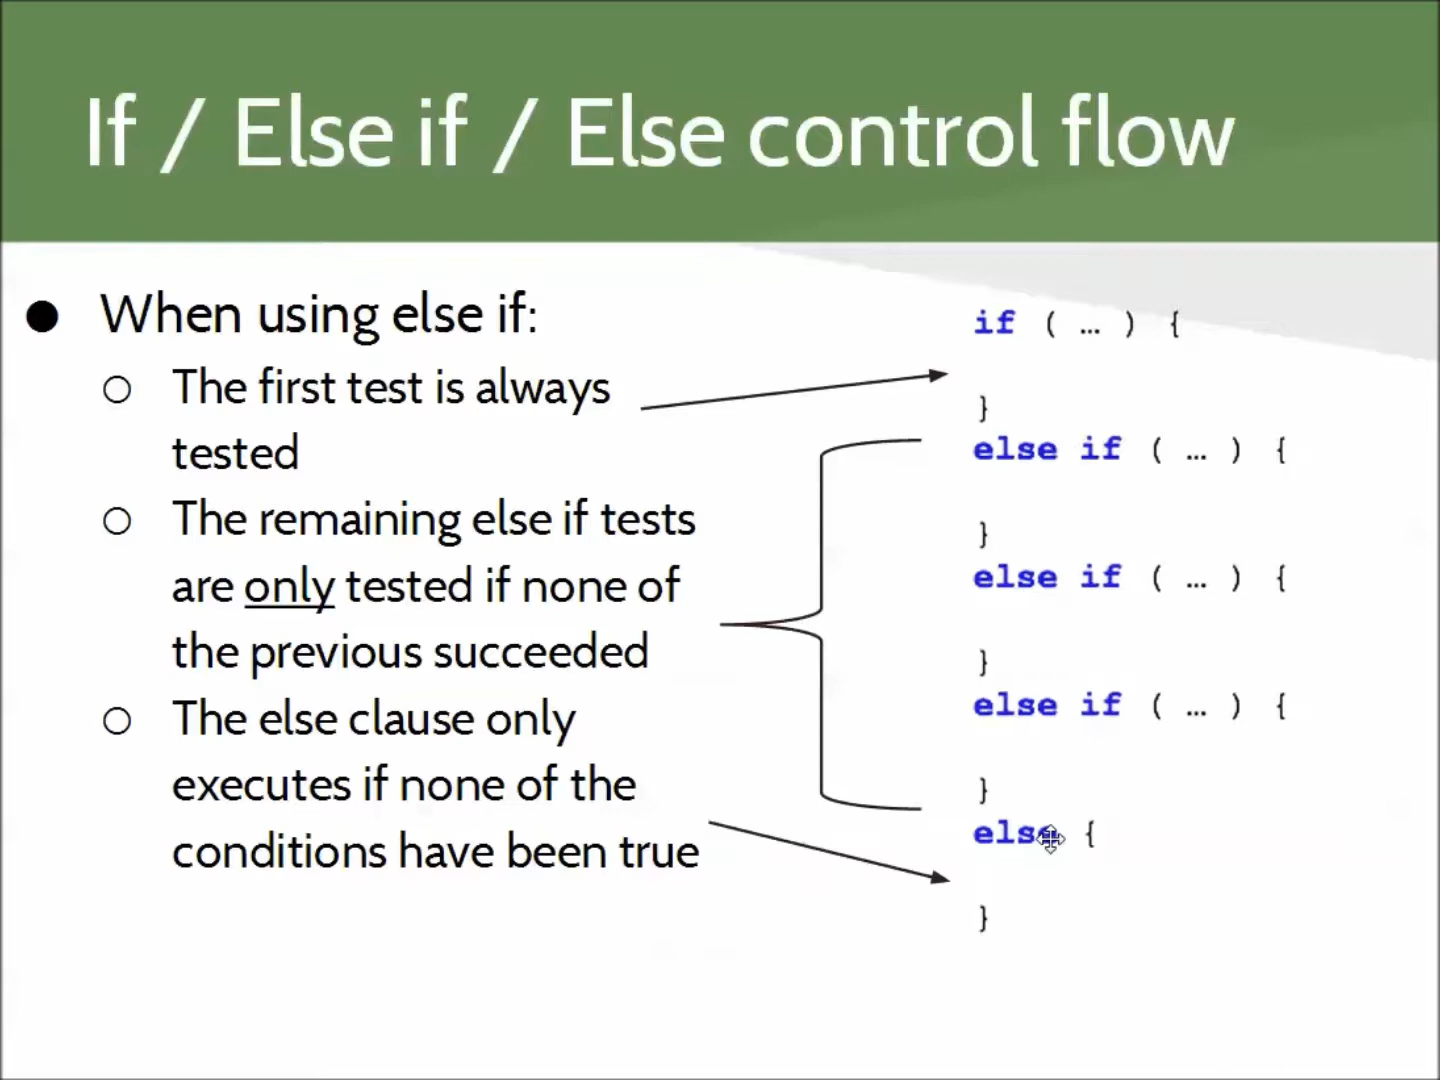 If / Else if / Else control flow
● When using else if:
○ The first test is always
tested
○ The remaining else if tests
are only tested if none of
the previous succeeded
○ The else clause only
executes if none of the
conditions have been true
if ( … ) {
}
else if ( … ) {
}
else if ( … ) {
}
else if ( … ) {
}
else {
}